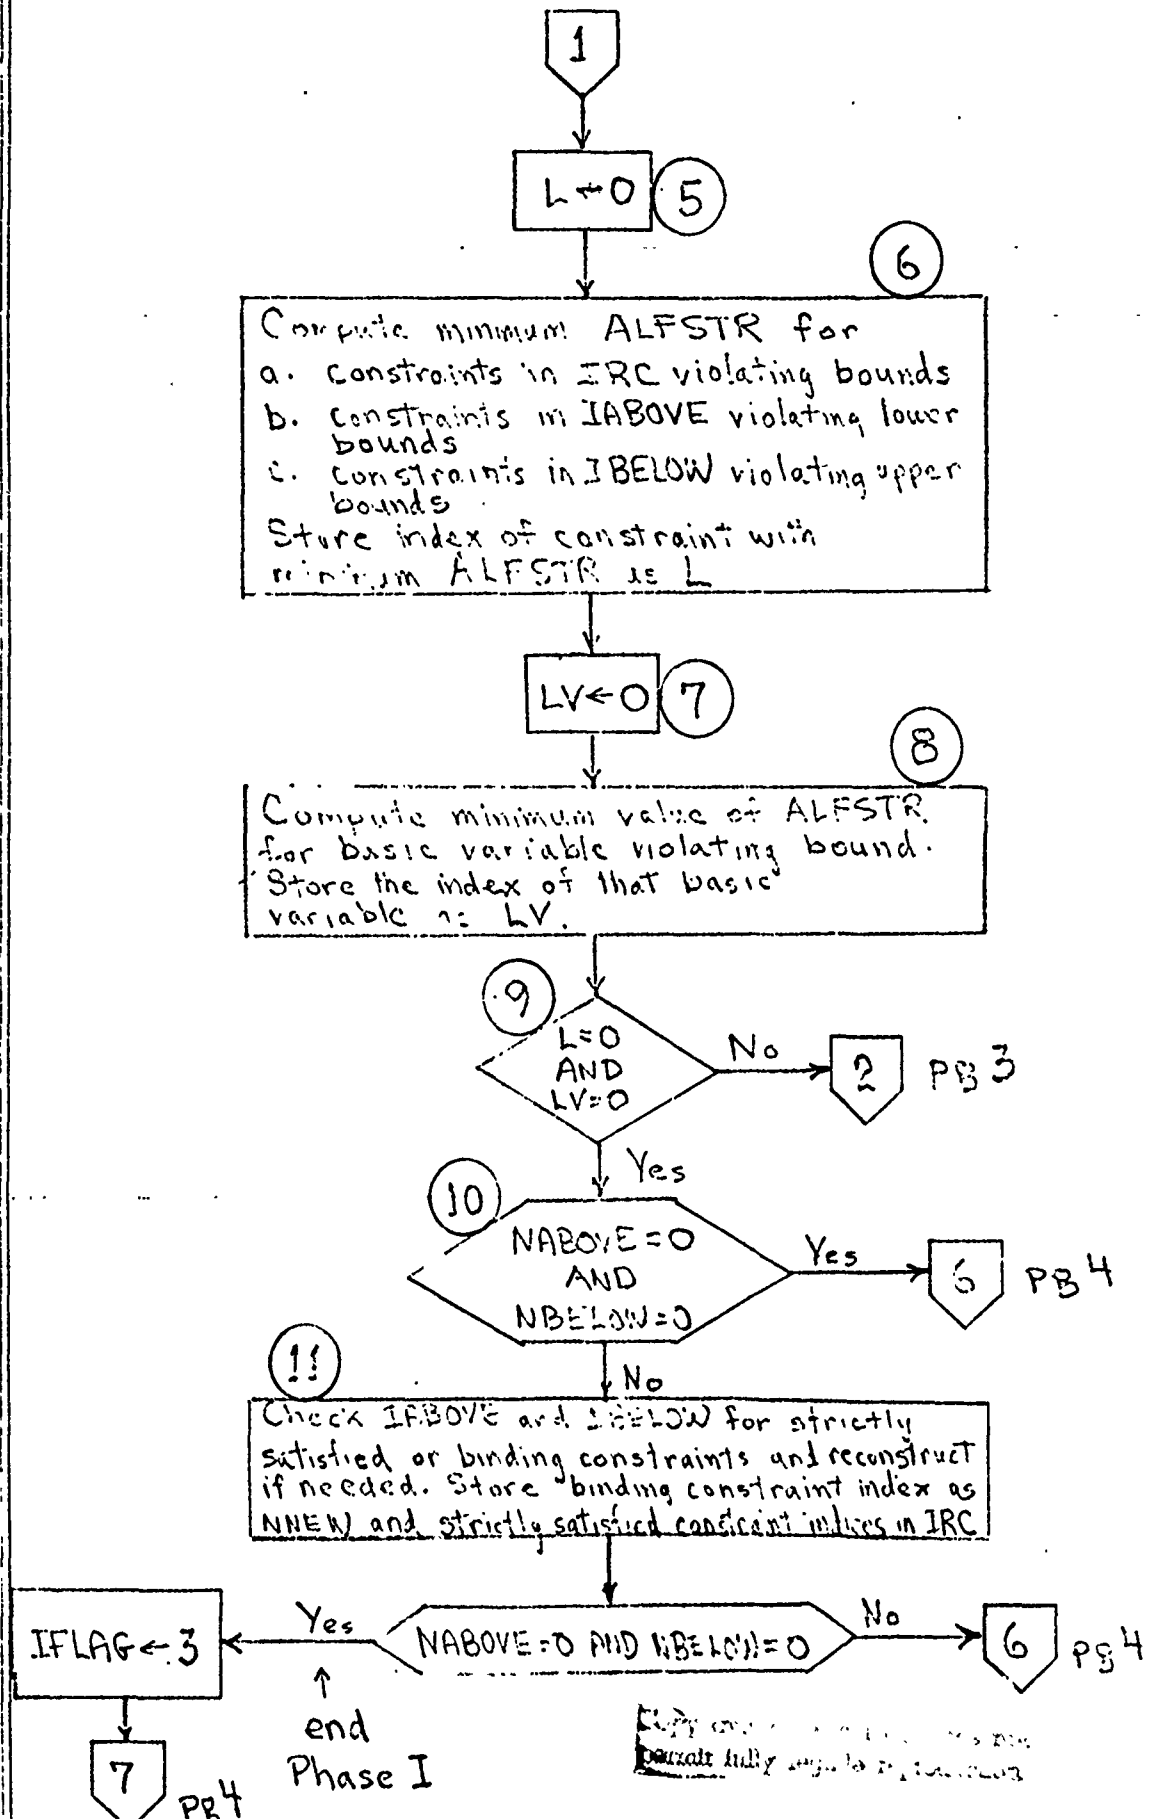 1
L ← 0
5
6
Compute minimum ALFSTR for
a. constraints in IRC violating bounds
b. constraints in IABOVE violating lower
bounds
c. constraints in IBELOW violating upper
bounds
Store index of constraint with
minimum ALFSTR as L
LV ← 0
7
8
Compute minimum value of ALFSTR
for basic variable violating bound.
Store the index of that basic
variable as LV.
9
L=0
AND
LV=0
No
2
PB 3
Yes
10
NABOVE = 0
AND
NBELOW = 0
Yes
6
PB 4
No
11
Check IABOVE and IBELOW for strictly
satisfied or binding constraints and reconstruct
if needed. Store binding constraint index as
NNEW and strictly satisfied constraint indices in IRC
NABOVE = 0 AND NBELOW = 0
Yes
No
IFLAG ← 3
6
PB 4
↑
end
Phase I
7
PB 4
Copy
permit fully